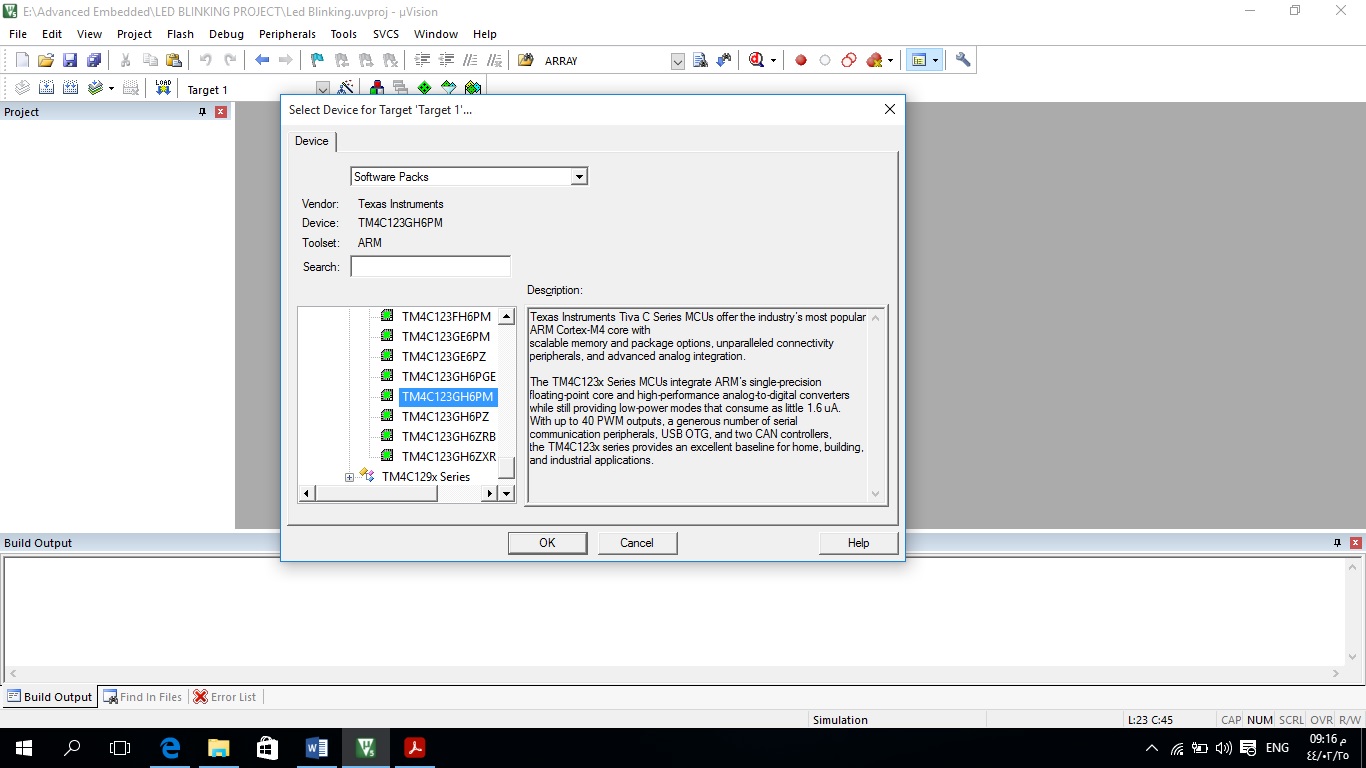 E:\Advanced Embedded\LED BLINKING PROJECT\Led Blinking.uvproj - µVision
File Edit View Project Flash Debug Peripherals Tools SVCS Window Help
ARRAY
LOAD Target 1
Project
Select Device for Target 'Target 1'...
Device
Software Packs
Vendor: Texas Instruments
Device: TM4C123GH6PM
Toolset: ARM
Search:
TM4C123FH6PM
TM4C123GE6PM
TM4C123GE6PZ
TM4C123GH6PGE
TM4C123GH6PM
TM4C123GH6PZ
TM4C123GH6ZRB
TM4C123GH6ZXR
TM4C129x Series
Description:
Texas Instruments Tiva C Series MCUs offer the industry's most popular
ARM Cortex-M4 core with
scalable memory and package options, unparalleled connectivity
peripherals, and advanced analog integration.
The TM4C123x Series MCUs integrate ARM's single-precision
floating-point core and high-performance analog-to-digital converters
while still providing low-power modes that consume as little 1.6 uA.
With up to 40 PWM outputs, a generous number of serial
communication peripherals, USB OTG, and two CAN controllers,
the TM4C123x series provides an excellent baseline for home, building,
and industrial applications.
OK Cancel Help
Build Output
Build Output Find In Files Error List
Simulation L:23 C:45 CAP NUM SCRL OVR R/W
ENG 09:16 م
٤٤/٠٢/٢٥